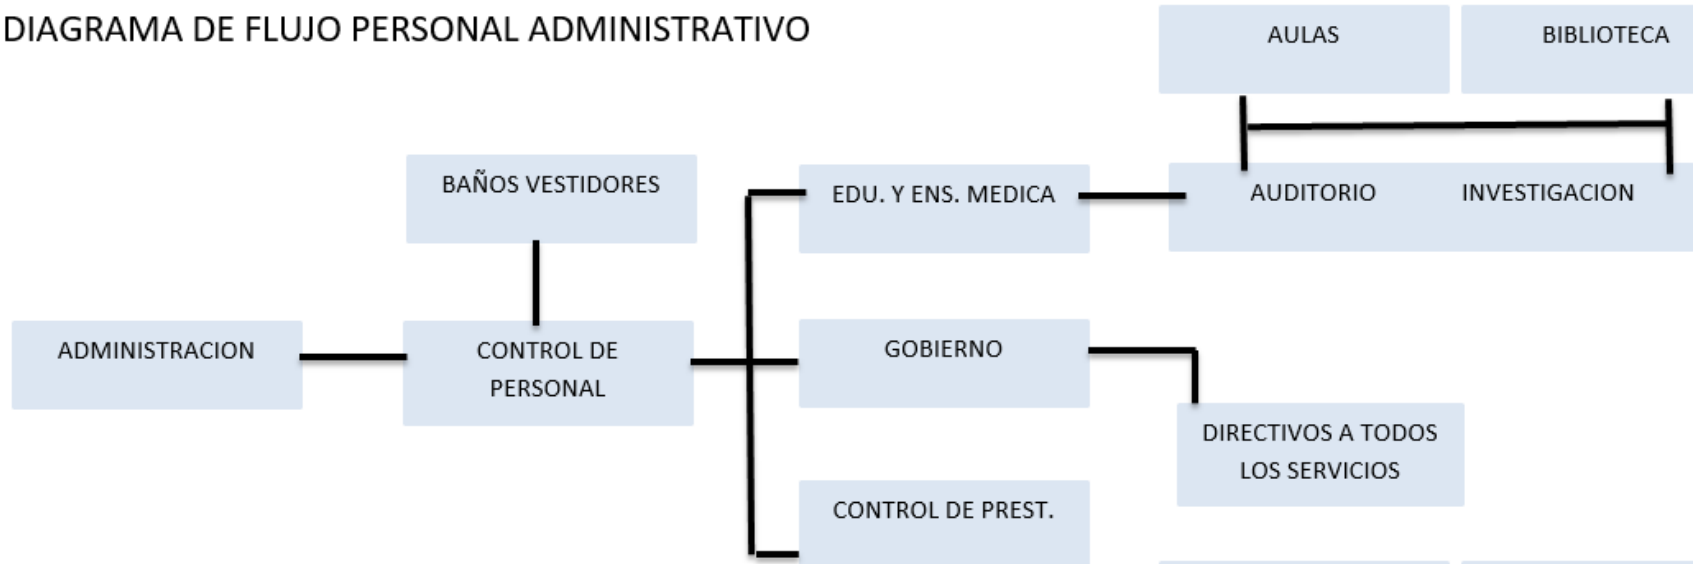 DIAGRAMA DE FLUJO PERSONAL ADMINISTRATIVO
AULAS
BIBLIOTECA
BAÑOS VESTIDORES
EDU. Y ENS. MEDICA
AUDITORIO
INVESTIGACION
ADMINISTRACION
CONTROL DE
PERSONAL
GOBIERNO
DIRECTIVOS A TODOS
LOS SERVICIOS
CONTROL DE PREST.